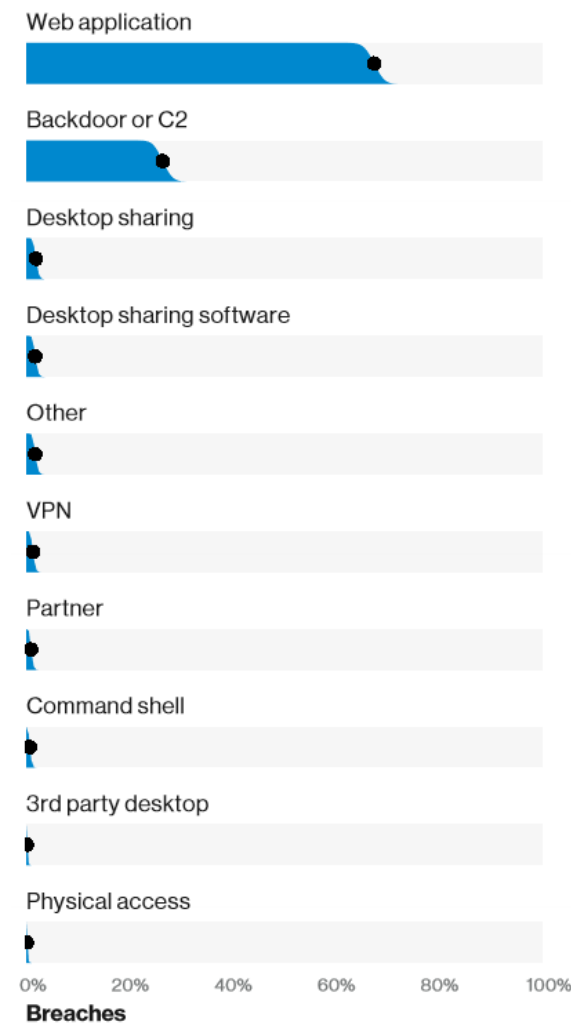 Web application
Backdoor or C2
Desktop sharing
Desktop sharing software
Other
VPN
Partner
Command shell
3rd party desktop
Physical access
0% 20% 40% 60% 80% 100%
Breaches